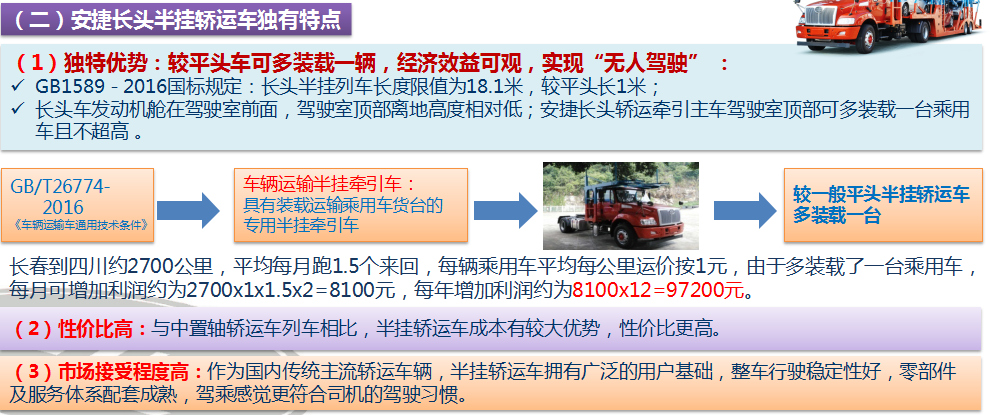 （二）安捷长头半挂轿运车独有特点
（1）独特优势：较平头车可多装载一辆，经济效益可观，实现“无人驾驶”：
✓ GB1589－2016国标规定：长头半挂列车长度限值为18.1米，较平头长1米；
✓ 长头车发动机舱在驾驶室前面，驾驶室顶部离地高度相对低；安捷长头轿运牵引主车驾驶室顶部可多装载一台乘用
车且不超高 。
GB/T26774-
2016
《车辆运输车通用技术条件》
车辆运输半挂牵引车：
具有装载运输乘用车货台的
专用半挂牵引车
较一般平头半挂轿运车
多装载一台
长春到四川约2700公里，平均每月跑1.5个来回，每辆乘用车平均每公里运价按1元，由于多装载了一台乘用车，
每月可增加利润约为2700x1x1.5x2=8100元，每年增加利润约为8100x12=97200元。
（2）性价比高：与中置轴轿运车列车相比，半挂轿运车成本有较大优势，性价比更高。
（3）市场接受程度高：作为国内传统主流轿运车辆，半挂轿运车拥有广泛的用户基础，整车行驶稳定性好，零部件
及服务体系配套成熟，驾乘感觉更符合司机的驾驶习惯。